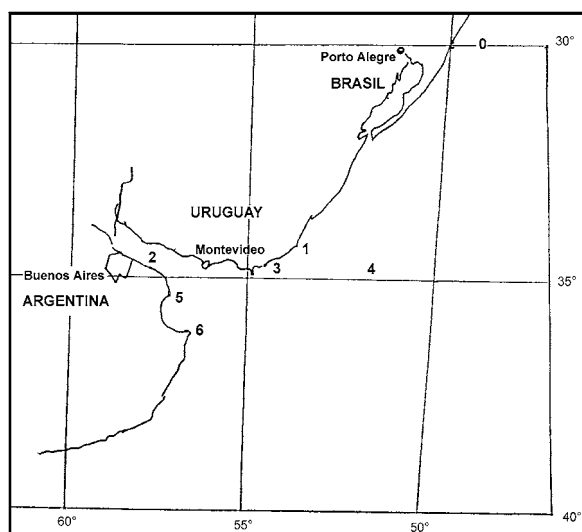 0
30°
Porto Alegre
BRASIL
URUGUAY
Montevideo
1
2
3
4
Buenos Aires
35°
ARGENTINA
5
6
60°
55°
50°
40°